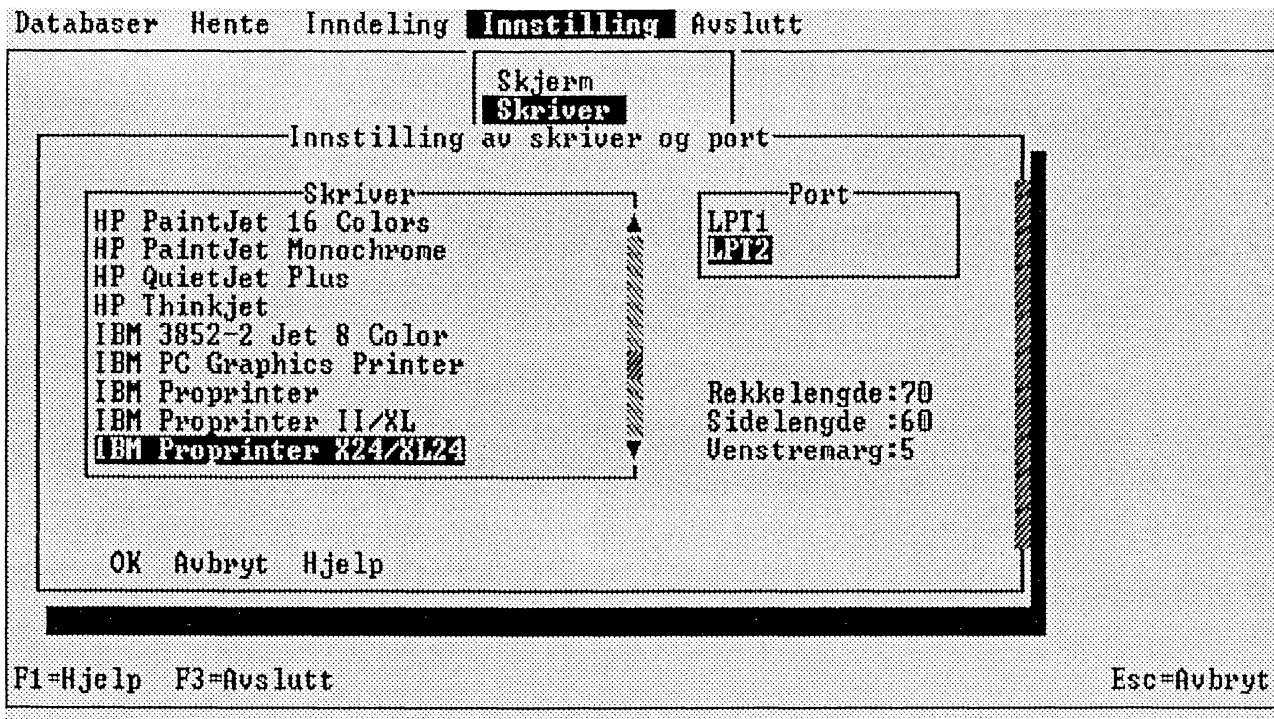 Databaser Hente Inndeling Innstilling Avslutt
Skjerm
Skriver
Innstilling av skriver og port
Skriver
HP PaintJet 16 Colors
HP PaintJet Monochrome
HP QuietJet Plus
HP Thinkjet
IBM 3852-2 Jet 8 Color
IBM PC Graphics Printer
IBM Proprinter
IBM Proprinter II/XL
IBM Proprinter X24/XL24
Port
LPT1
LPT2
Rekkelengde:70
Sidelengde :60
Venstremarg:5
OK Avbryt Hjelp
F1=Hjelp F3=Avslutt Esc=Avbryt